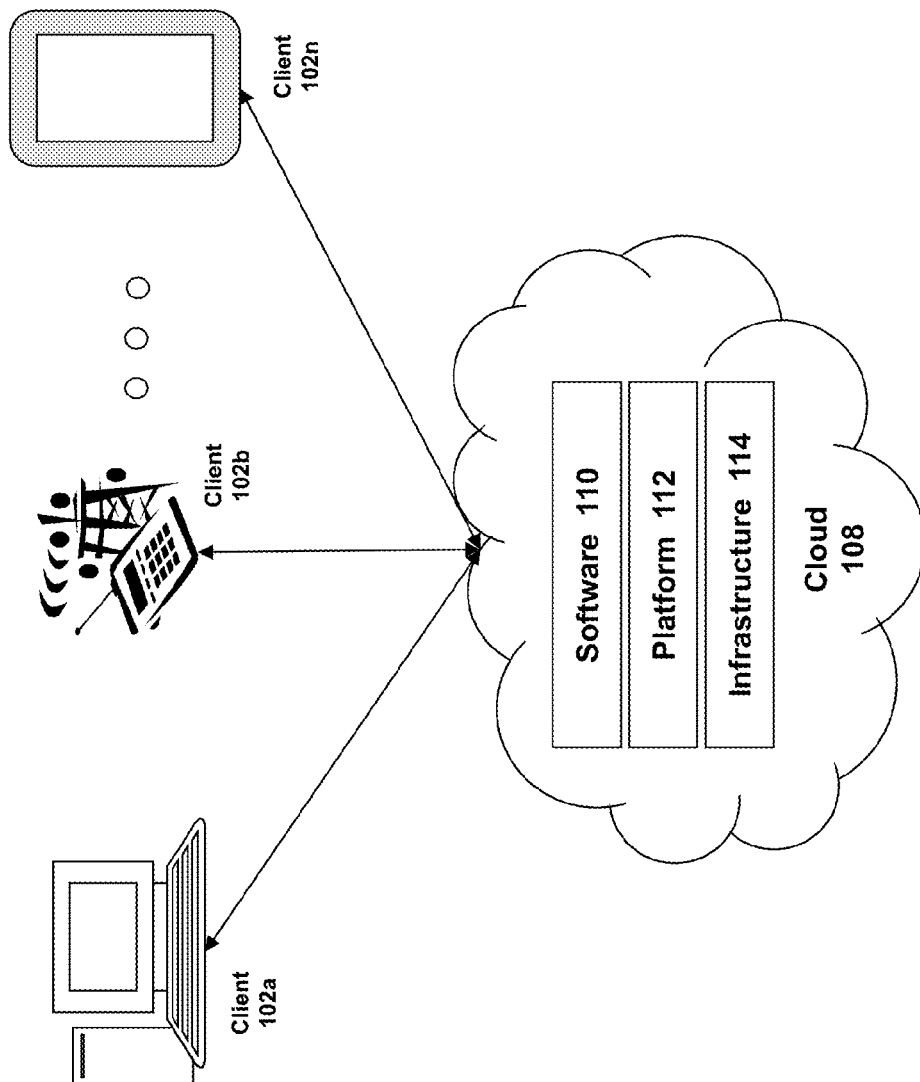 Client
102a
Client
102b
Client
102n
Software 110
Platform 112
Infrastructure 114
Cloud
108